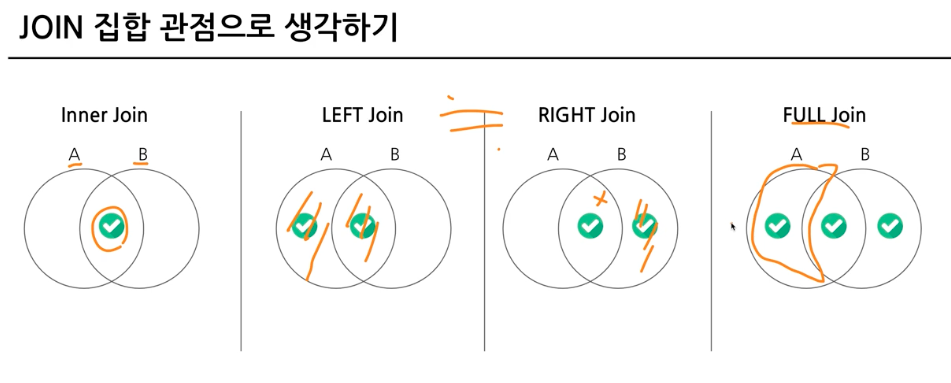 JOIN 집합 관점으로 생각하기
Inner Join
LEFT Join
RIGHT Join
FULL Join
A B
A B
A B
A B